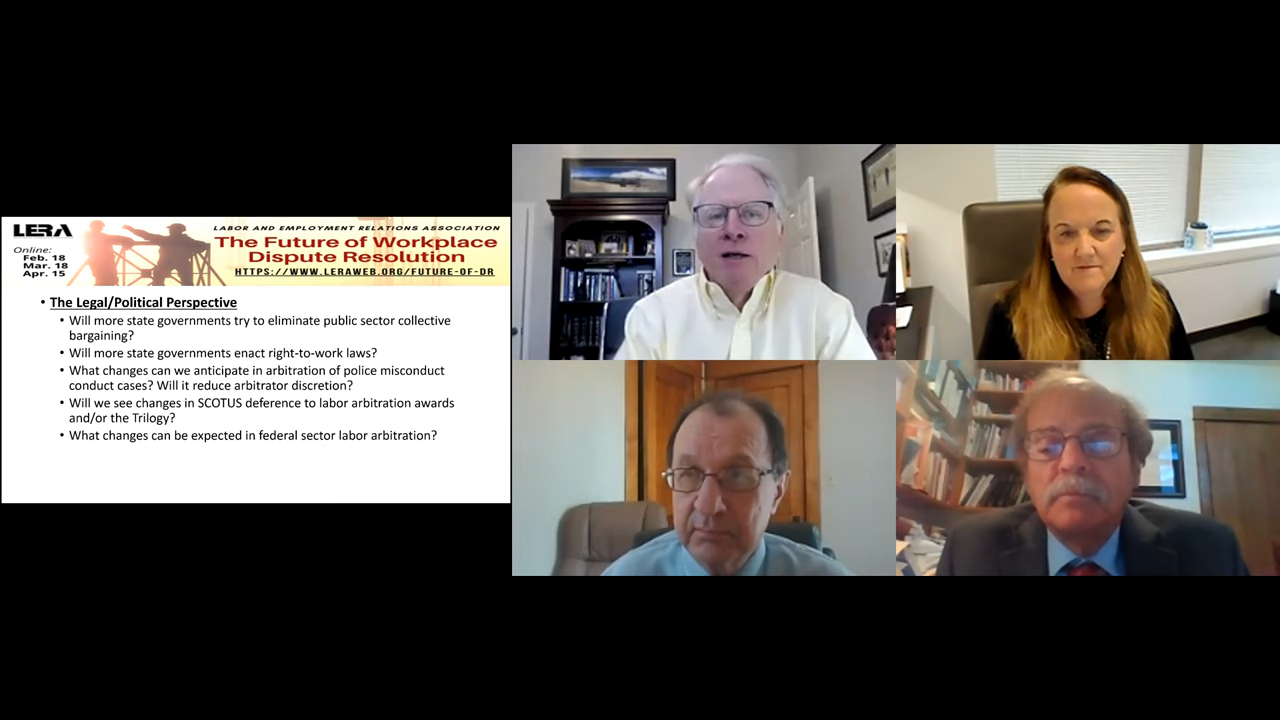 LERA
Online:
Feb. 18
Mar. 18
Apr. 15
LABOR AND EMPLOYMENT RELATIONS ASSOCIATION
The Future of Workplace
Dispute Resolution
HTTPS://WWW.LERAWEB.ORG/FUTURE-OF-DR
• The Legal/Political Perspective
• Will more state governments try to eliminate public sector collective
bargaining?
• Will more state governments enact right-to-work laws?
• What changes can we anticipate in arbitration of police misconduct
conduct cases? Will it reduce arbitrator discretion?
• Will we see changes in SCOTUS deference to labor arbitration awards
and/or the Trilogy?
• What changes can be expected in federal sector labor arbitration?